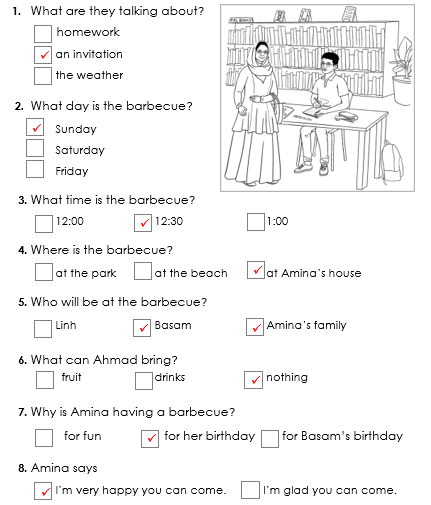 1. What are they talking about?
homework
an invitation
the weather
2. What day is the barbecue?
Sunday
Saturday
Friday
3. What time is the barbecue?
12:00 12:30 1:00
4. Where is the barbecue?
at the park at the beach at Amina's house
5. Who will be at the barbecue?
Linh Basam Amina's family
6. What can Ahmad bring?
fruit drinks nothing
7. Why is Amina having a barbecue?
for fun for her birthday for Basam's birthday
8. Amina says
I'm very happy you can come. I'm glad you can come.